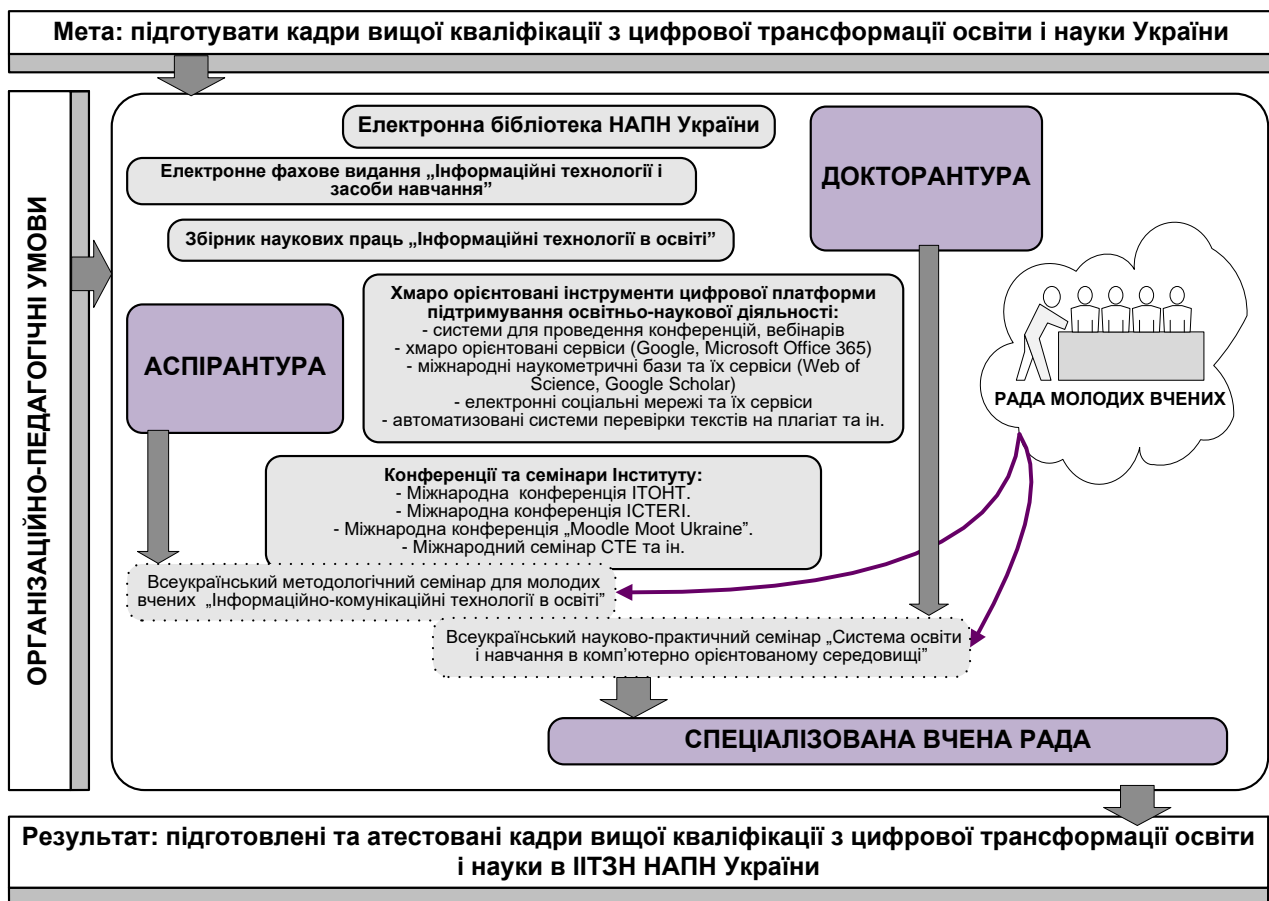 Мета: підготувати кадри вищої кваліфікації з цифрової трансформації освіти і науки України
ОРГАНІЗАЦІЙНО-ПЕДАГОГІЧНІ УМОВИ
Електронна бібліотека НАПН України
Електронне фахове видання „Інформаційні технології і
засоби навчання”
Збірник наукових праць „Інформаційні технології в освіті”
ДОКТОРАНТУРА
АСПІРАНТУРА
Хмаро орієнтовані інструменти цифрової платформи
підтримування освітньо-наукової діяльності:
- системи для проведення конференцій, вебінарів
- хмаро орієнтовані сервіси (Google, Microsoft Office 365)
- міжнародні наукометричні бази та їх сервіси (Web of
Science, Google Scholar)
- електронні соціальні мережі та їх сервіси
- автоматизовані системи перевірки текстів на плагіат та ін.
РАДА МОЛОДИХ ВЧЕНИХ
Конференції та семінари Інституту:
- Міжнародна конференція ІТОНТ.
- Міжнародна конференція ICTERI.
- Міжнародна конференція „Moodle Moot Ukraine”.
- Міжнародний семінар CTE та ін.
Всеукраїнський методологічний семінар для молодих
вчених „Інформаційно-комунікаційні технології в освіті”
Всеукраїнський науково-практичний семінар „Система освіти
і навчання в комп’ютерно орієнтованому середовищі”
СПЕЦІАЛІЗОВАНА ВЧЕНА РАДА
Результат: підготовлені та атестовані кадри вищої кваліфікації з цифрової трансформації освіти
і науки в ІІТЗН НАПН України